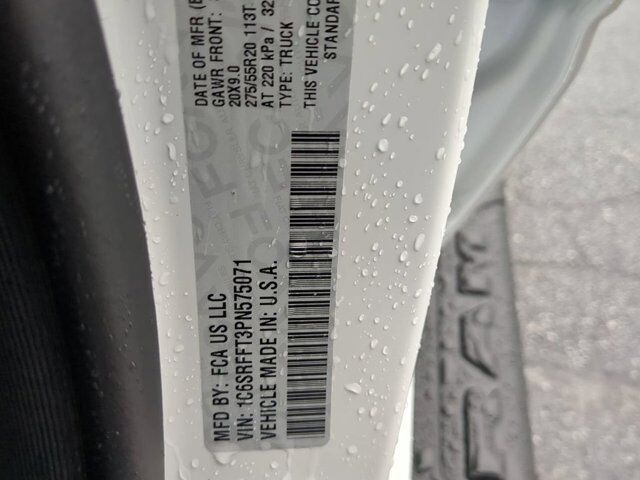 MFD BY: FCA US LLC
DATE OF MFR
GAWR FRONT:
20X9.0
275/55R20 113T
AT 220 kPa / 32
TYPE: TRUCK
VIN: 1C6SRFFT3PN575071
VEHICLE MADE IN: U.S.A.
THIS VEHICLE CO
STANDAR
RAM